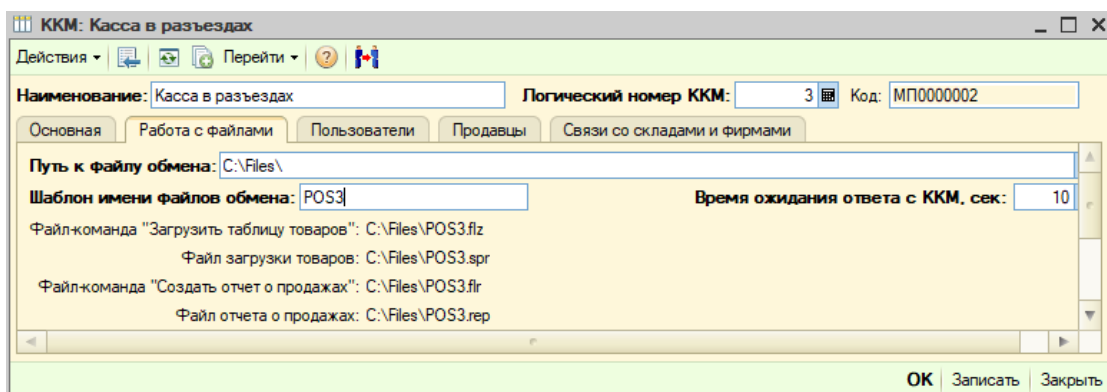 ККМ: Касса в разъездах
Действия Перейти
Наименование: Касса в разъездах Логический номер ККМ: 3 Код: МП0000002
Основная Работа с файлами Пользователи Продавцы Связи со складами и фирмами
Путь к файлу обмена: C:\Files\
Шаблон имени файлов обмена: POS3 Время ожидания ответа с ККМ, сек: 10
Файл-команда "Загрузить таблицу товаров": C:\Files\POS3.flz
Файл загрузки товаров: C:\Files\POS3.spr
Файл-команда "Создать отчет о продажах": C:\Files\POS3.flr
Файл отчета о продажах: C:\Files\POS3.rep
OK Записать Закрыть